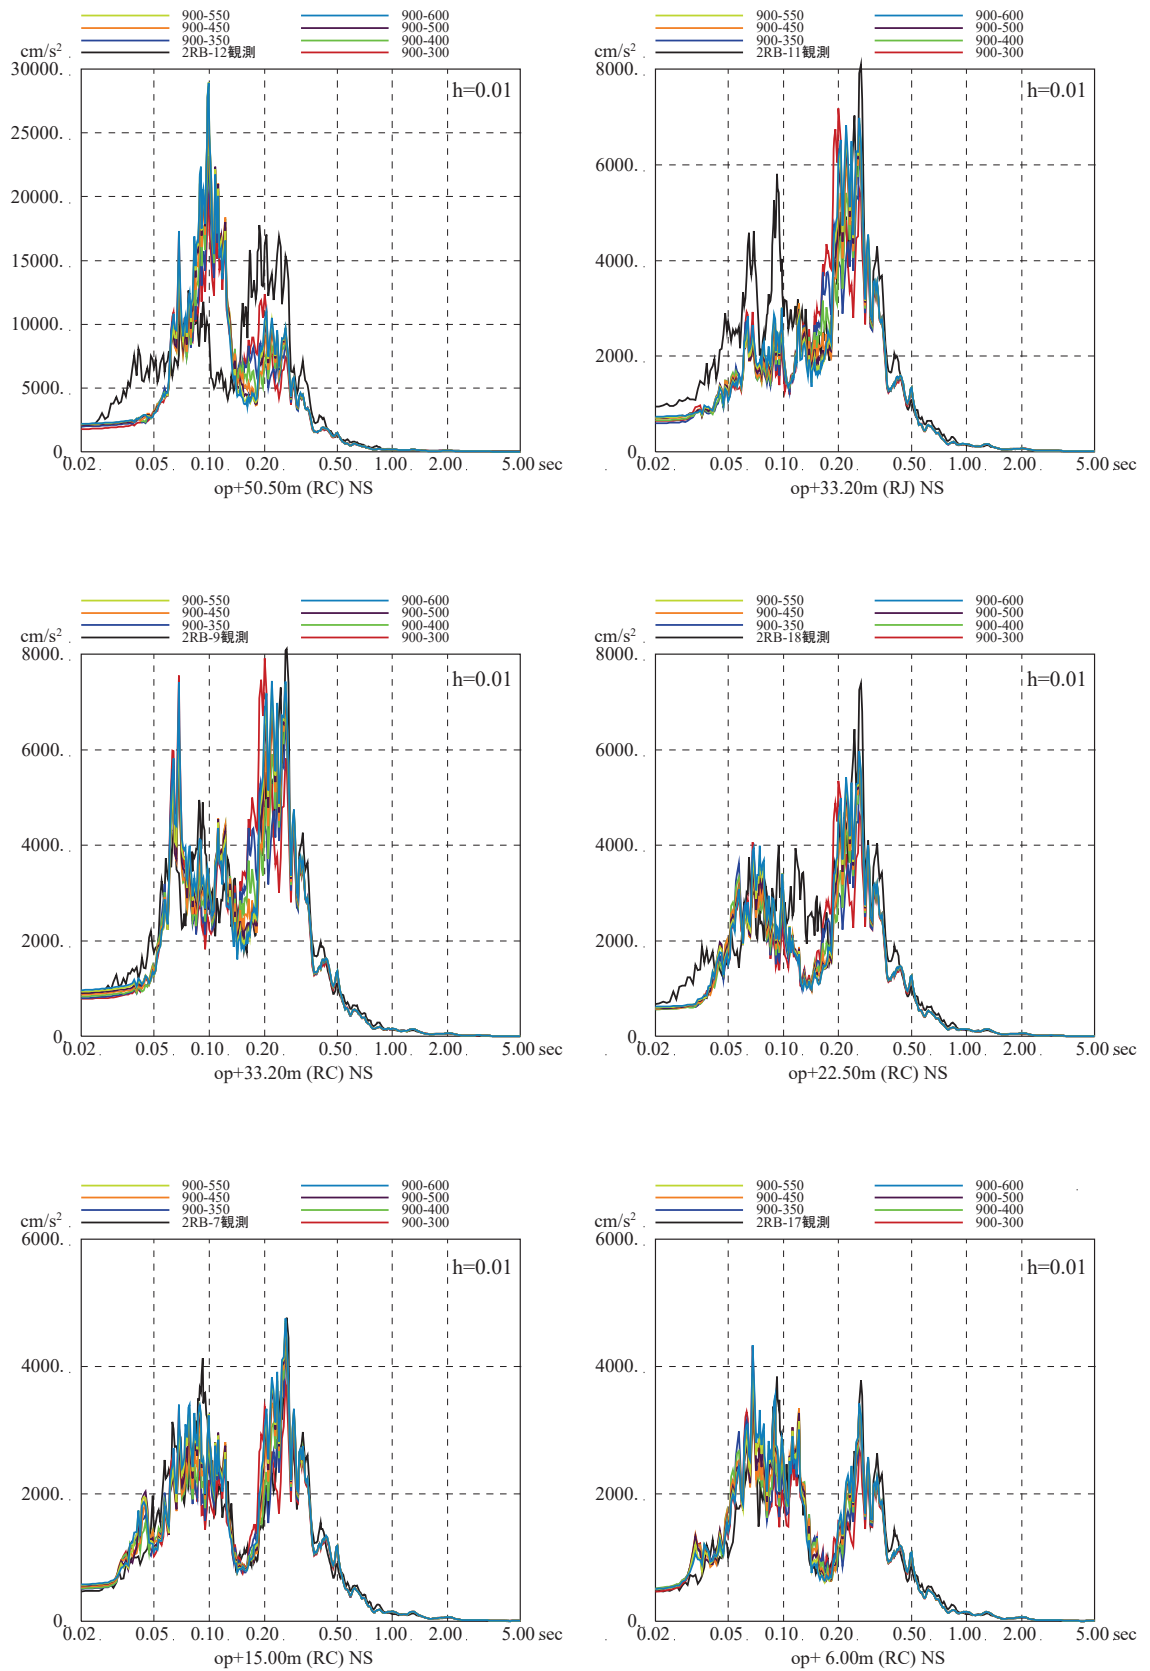 900-550 900-600
900-450 900-500
900-350 900-400
cm/s² 2RB-12観測 900-300
30000.
h=0.01
25000.
20000.
15000.
10000.
5000.
0.
0.02 0.05 0.10 0.20 0.50 1.00 2.00 5.00 sec
op+50.50m (RC) NS
900-550 900-600
900-450 900-500
900-350 900-400
cm/s² 2RB-11観測 900-300
8000.
h=0.01
6000.
4000.
2000.
0.
0.02 0.05 0.10 0.20 0.50 1.00 2.00 5.00 sec
op+33.20m (RJ) NS
900-550 900-600
900-450 900-500
900-350 900-400
cm/s² 2RB-9観測 900-300
8000.
h=0.01
6000.
4000.
2000.
0.
0.02 0.05 0.10 0.20 0.50 1.00 2.00 5.00 sec
op+33.20m (RC) NS
900-550 900-600
900-450 900-500
900-350 900-400
cm/s² 2RB-18観測 900-300
8000.
h=0.01
6000.
4000.
2000.
0.
0.02 0.05 0.10 0.20 0.50 1.00 2.00 5.00 sec
op+22.50m (RC) NS
900-550 900-600
900-450 900-500
900-350 900-400
cm/s² 2RB-7観測 900-300
6000.
h=0.01
4000.
2000.
0.
0.02 0.05 0.10 0.20 0.50 1.00 2.00 5.00 sec
op+15.00m (RC) NS
900-550 900-600
900-450 900-500
900-350 900-400
cm/s² 2RB-17観測 900-300
6000.
h=0.01
4000.
2000.
0.
0.02 0.05 0.10 0.20 0.50 1.00 2.00 5.00 sec
op+ 6.00m (RC) NS